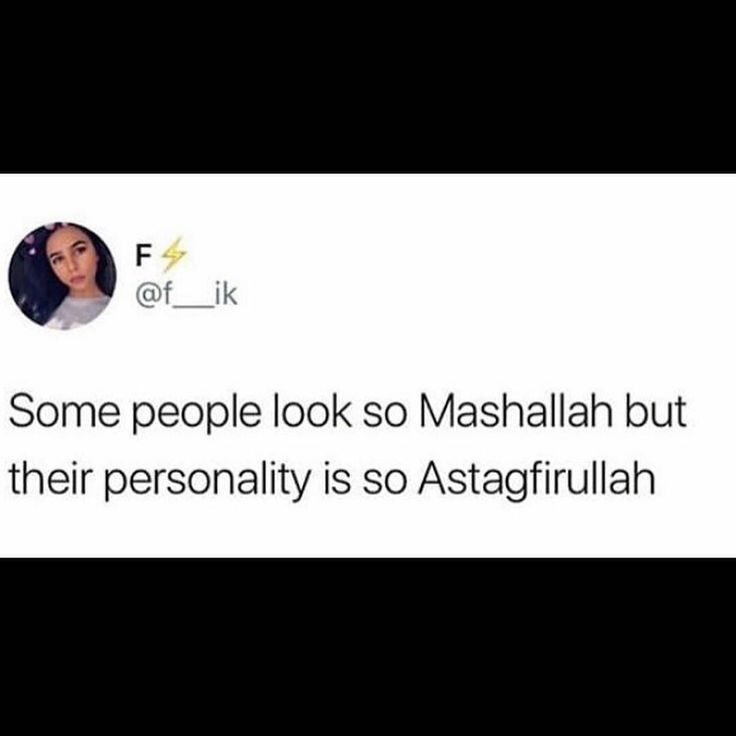 F⚡
@f__ik
Some people look so Mashallah but
their personality is so Astagfirullah